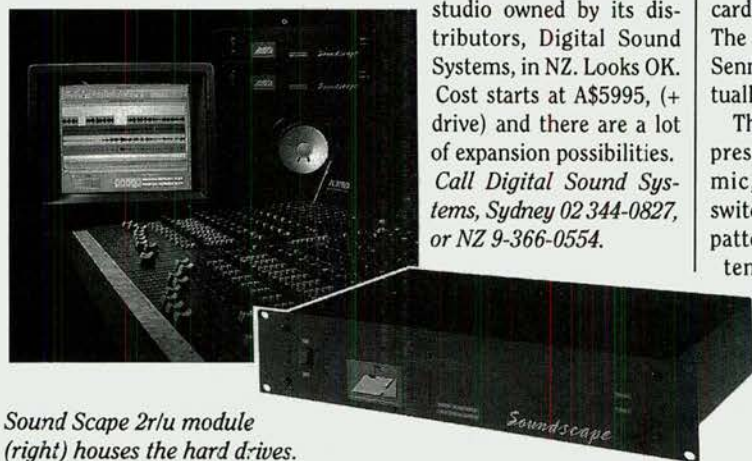 studio owned by its dis-
tributors, Digital Sound
Systems, in NZ. Looks OK.
Cost starts at A$5995, (+
drive) and there are a lot
of expansion possibilities.
Call Digital Sound Sys-
tems, Sydney 02 344-0827,
or NZ 9-366-0554.
card
The
Senn
tuall
Th
pres
mic
switc
patte
ten
Soundscape
Soundscape
Soundscape
Sound Scape 2r/u module
(right) houses the hard drives.